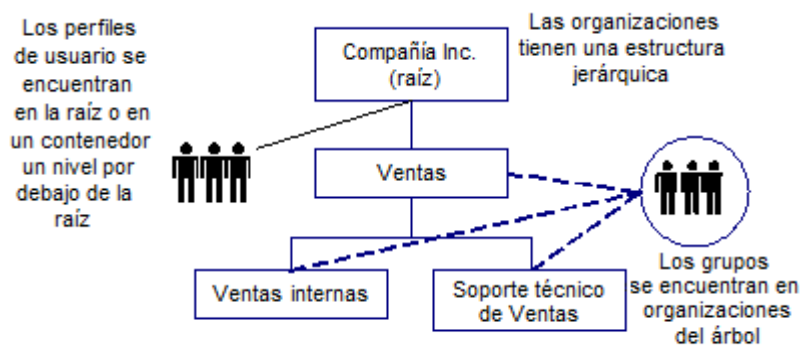 Los perfiles
de usuario se
encuentran
en la raíz o en
un contenedor
un nivel por
debajo de la
raíz
Compañía Inc.
(raíz)
Las organizaciones
tienen una estructura
jerárquica
Ventas
Ventas internas
Soporte técnico
de Ventas
Los grupos
se encuentran en
organizaciones
del árbol